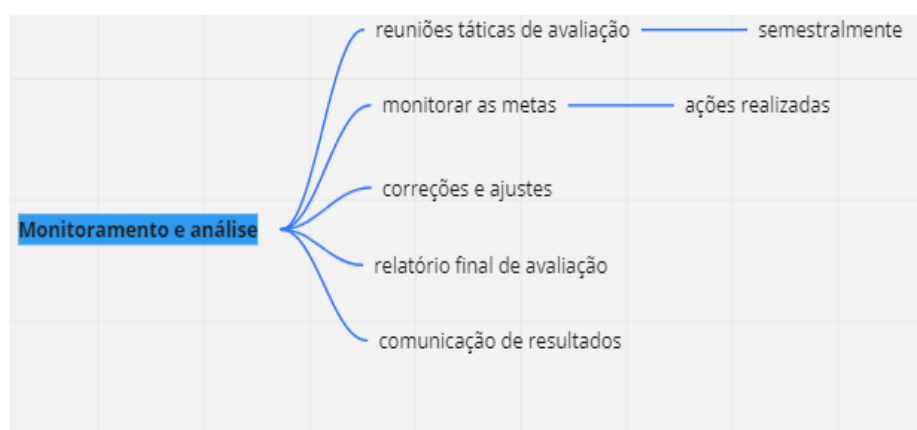 reuniões táticas de avaliação semestralmente
monitorar as metas ações realizadas
correções e ajustes
Monitoramento e análise
relatório final de avaliação
comunicação de resultados